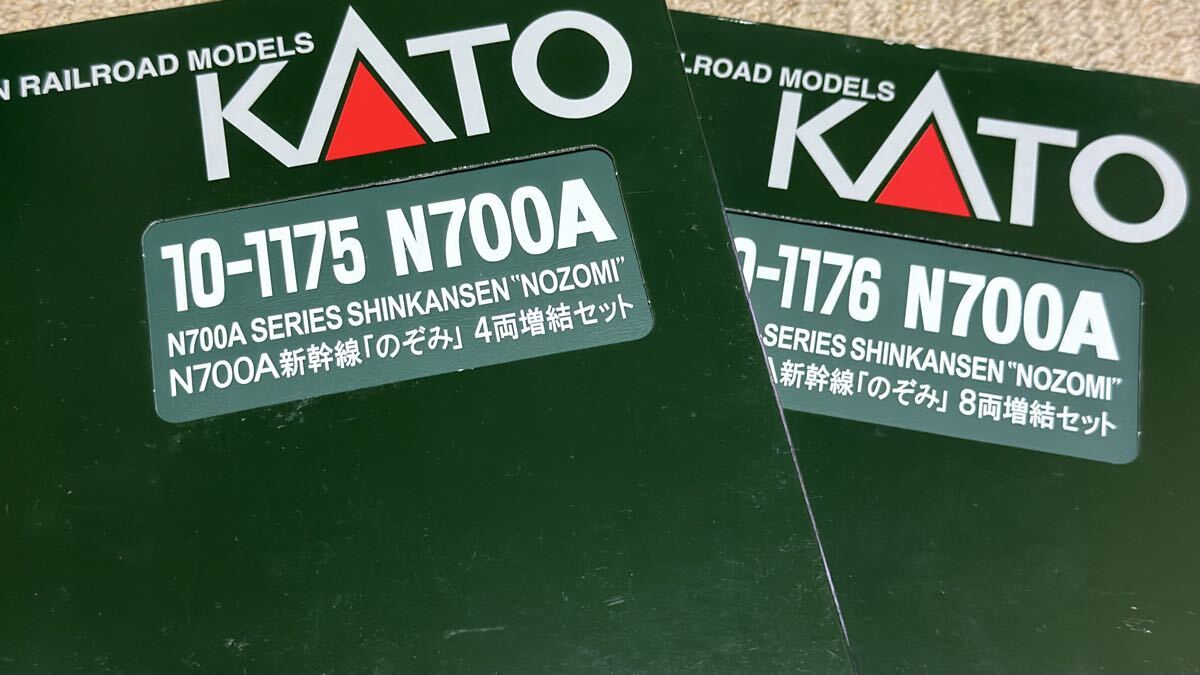 N RAILROAD MODELS
KATO
10-1175 N700A
N700A SERIES SHINKANSEN "NOZOMI"
N700A新幹線「のぞみ」4両増結セット
LROAD MODELS
KATO
-1176 N700A
SERIES SHINKANSEN "NOZOMI"
新幹線「のぞみ」8両増結セット